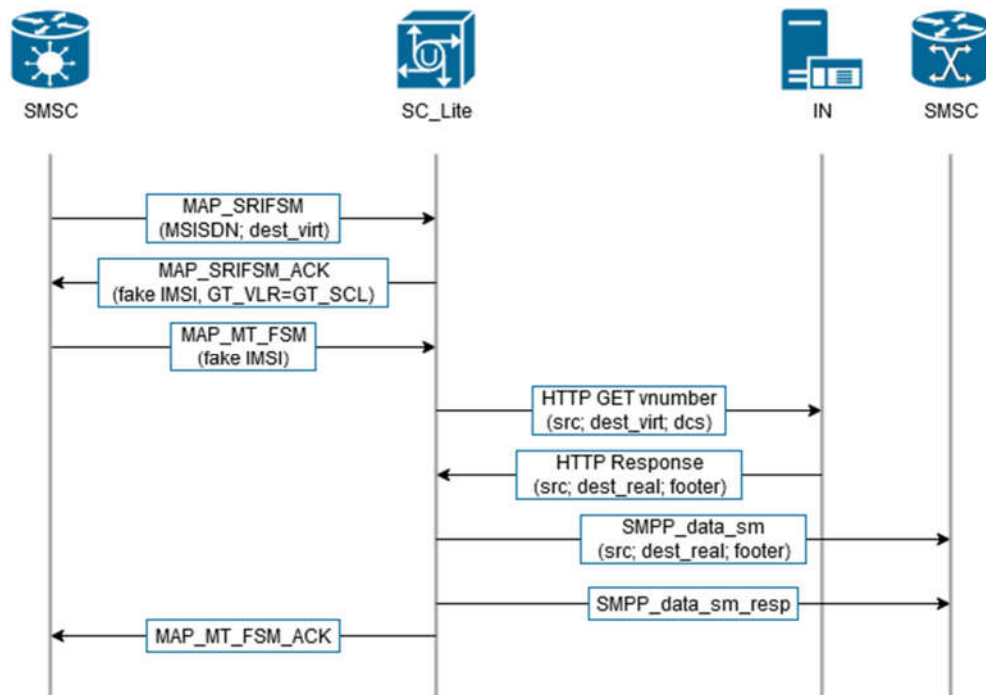 SMSC
SC_Lite
IN
SMSC
MAP_SRIFSM
(MSISDN; dest_virt)
MAP_SRIFSM_ACK
(fake IMSI, GT_VLR=GT_SCL)
MAP_MT_FSM
(fake IMSI)
HTTP GET vnumber
(src; dest_virt; dcs)
HTTP Response
(src; dest_real; footer)
SMPP_data_sm
(src; dest_real; footer)
SMPP_data_sm_resp
MAP_MT_FSM_ACK